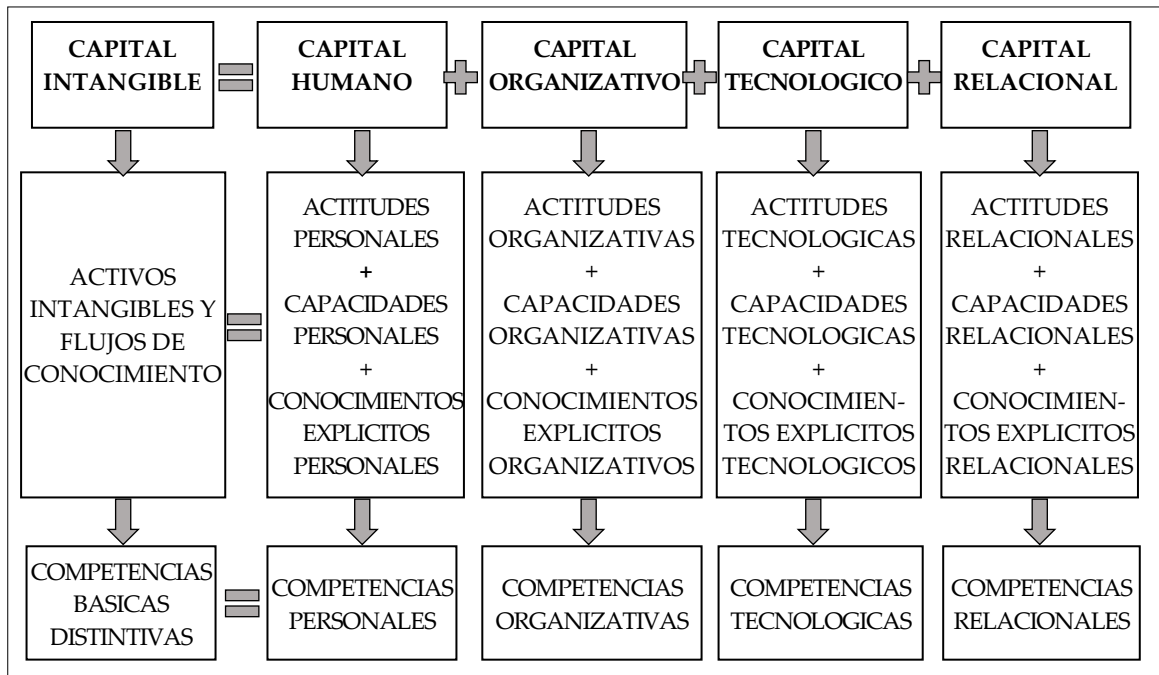 CAPITAL
INTANGIBLE
CAPITAL
HUMANO
CAPITAL
ORGANIZATIVO
CAPITAL
TECNOLOGICO
CAPITAL
RELACIONAL
ACTIVOS
INTANGIBLES Y
FLUJOS DE
CONOCIMIENTO
ACTITUDES
PERSONALES
+
CAPACIDADES
PERSONALES
+
CONOCIMIENTOS
EXPLICITOS
PERSONALES
ACTITUDES
ORGANIZATIVAS
+
CAPACIDADES
ORGANIZATIVAS
+
CONOCIMIENTOS
EXPLICITOS
ORGANIZATIVOS
ACTITUDES
TECNOLOGICAS
+
CAPACIDADES
TECNOLOGICAS
+
CONOCIMIEN-
TOS EXPLICITOS
TECNOLOGICOS
ACTITUDES
RELACIONALES
+
CAPACIDADES
RELACIONALES
+
CONOCIMIEN-
TOS EXPLICITOS
RELACIONALES
COMPETENCIAS
BASICAS
DISTINTIVAS
COMPETENCIAS
PERSONALES
COMPETENCIAS
ORGANIZATIVAS
COMPETENCIAS
TECNOLOGICAS
COMPETENCIAS
RELACIONALES